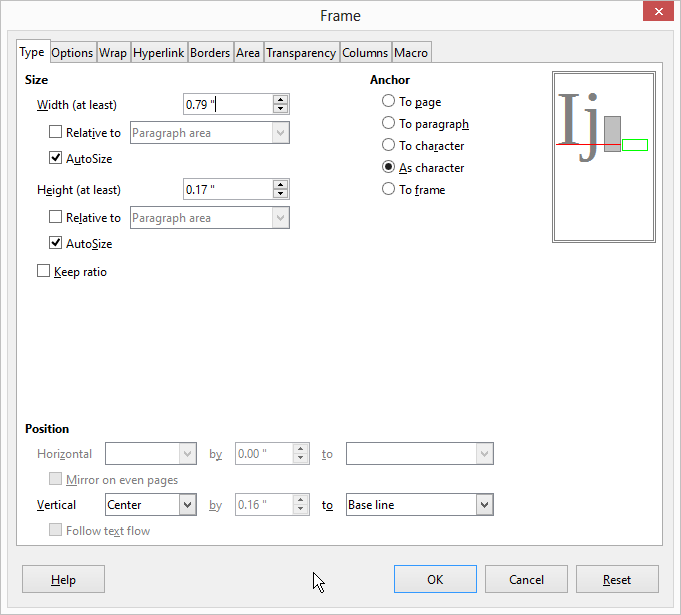 Frame
Type Options Wrap Hyperlink Borders Area Transparency Columns Macro
Size
Width (at least) 0.79 "
Relative to Paragraph area
AutoSize
Height (at least) 0.17 "
Relative to Paragraph area
AutoSize
Keep ratio
Anchor
To page
To paragraph
To character
As character
To frame
Ij
Position
Horizontal by 0.00 " to
Mirror on even pages
Vertical Center by 0.16 " to Base line
Follow text flow
Help OK Cancel Reset